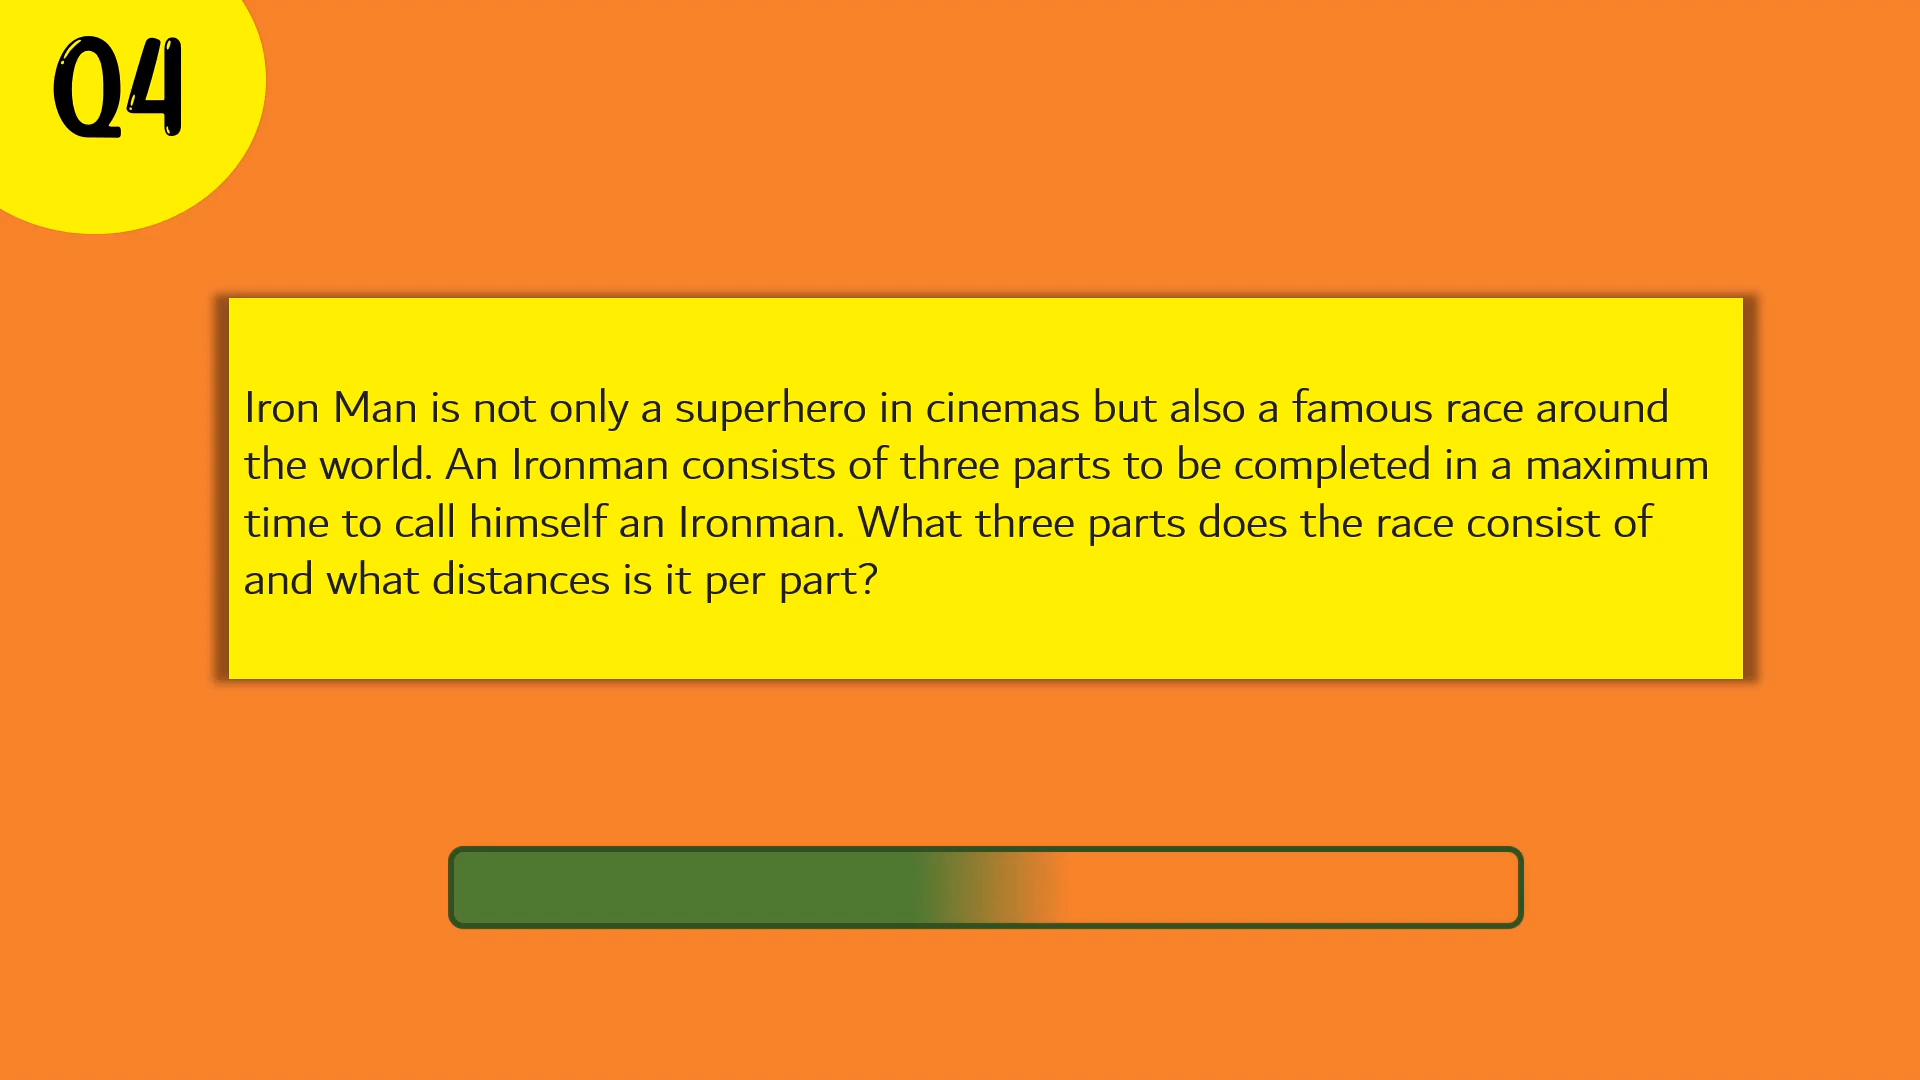 Q4
Iron Man is not only a superhero in cinemas but also a famous race around
the world. An Ironman consists of three parts to be completed in a maximum
time to call himself an Ironman. What three parts does the race consist of
and what distances is it per part?